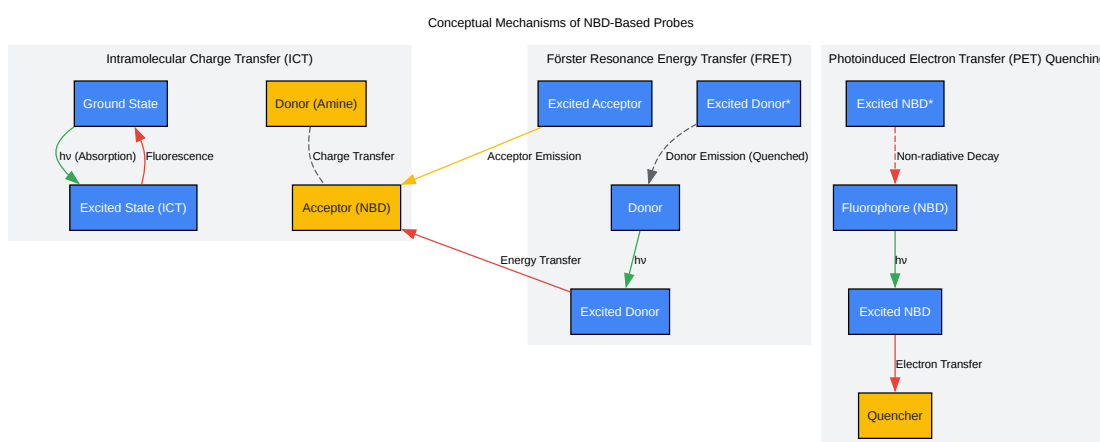 Conceptual Mechanisms of NBD-Based Probes
Intramolecular Charge Transfer (ICT)
Ground State
Donor (Amine)
hν (Absorption)
Fluorescence
Charge Transfer
Excited State (ICT)
Acceptor (NBD)
Förster Resonance Energy Transfer (FRET)
Excited Acceptor
Excited Donor*
Acceptor Emission
Donor Emission (Quenched)
Donor
Energy Transfer
hν
Excited Donor
Photoinduced Electron Transfer (PET) Quenching
Excited NBD*
Non-radiative Decay
Fluorophore (NBD)
hν
Excited NBD
Electron Transfer
Quencher